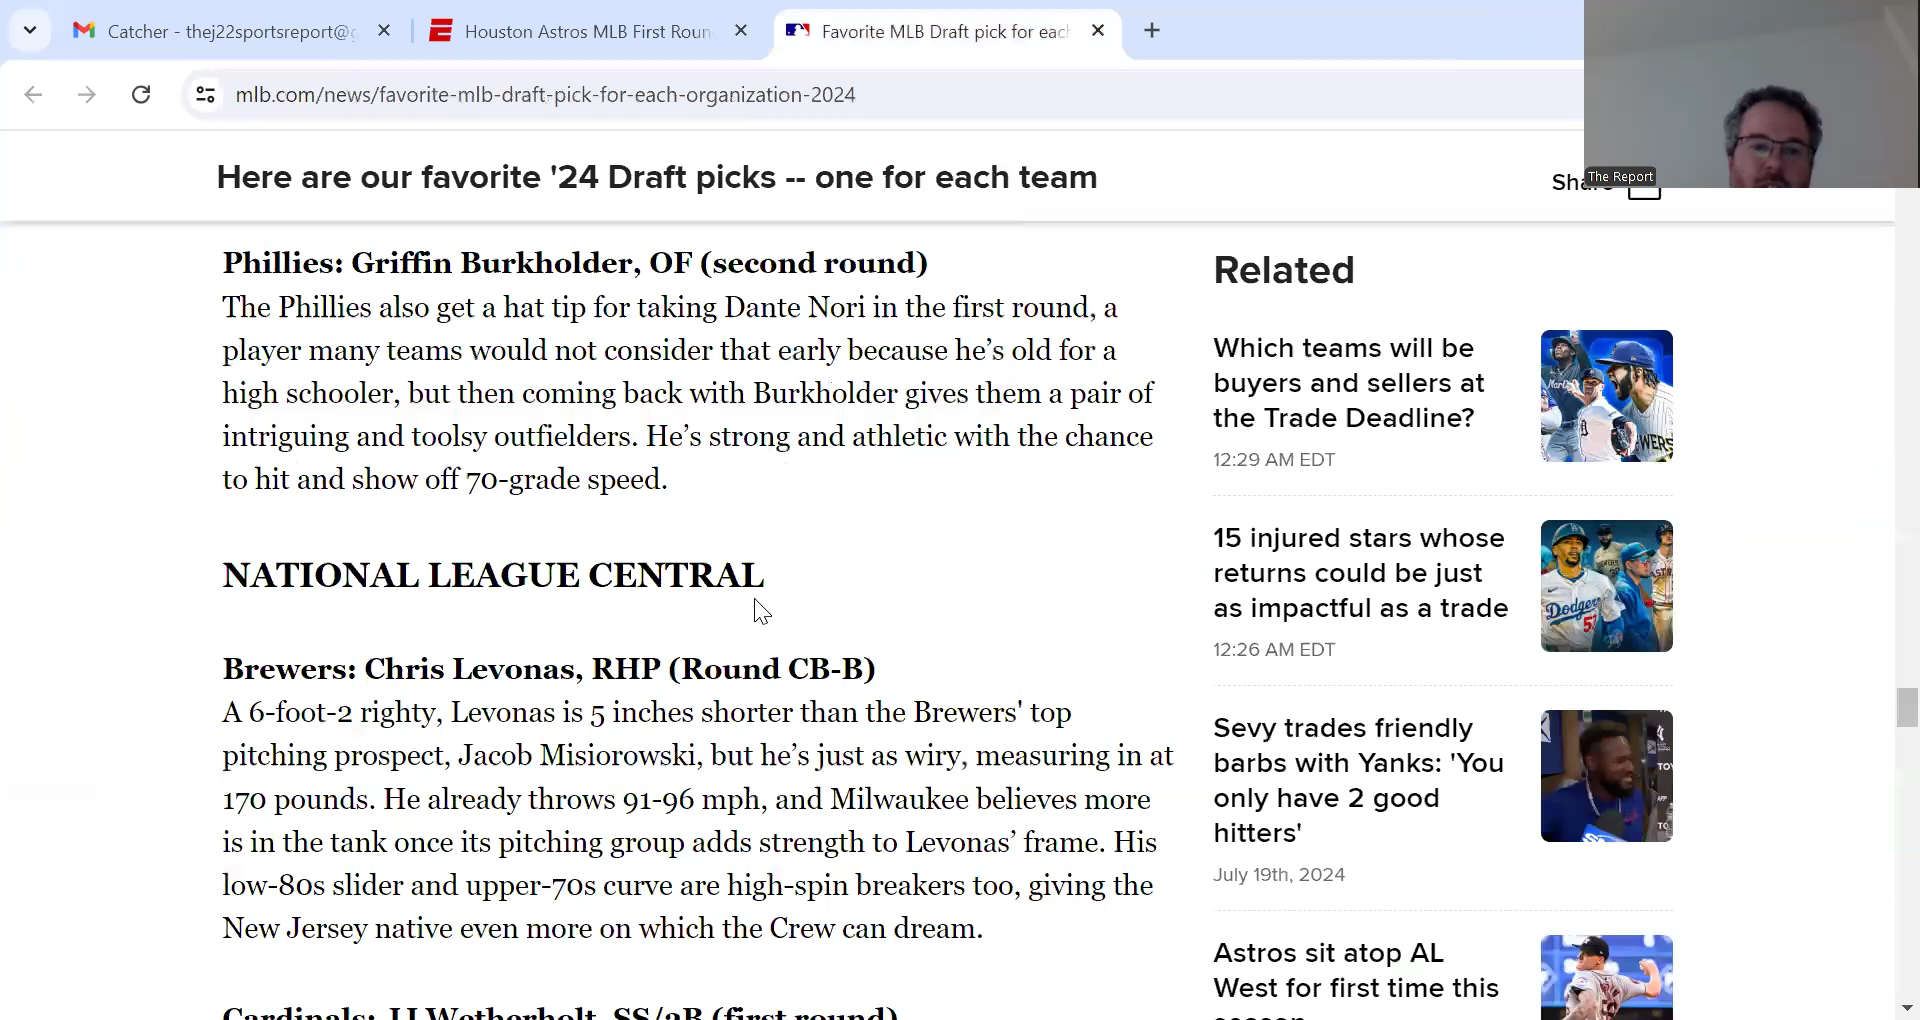 Catcher - thej22sportsreport@g
Houston Astros MLB First Roun
Favorite MLB Draft pick for eac
mlb.com/news/favorite-mlb-draft-pick-for-each-organization-2024
Here are our favorite '24 Draft picks -- one for each team
Share
The Report
Phillies: Griffin Burkholder, OF (second round)
The Phillies also get a hat tip for taking Dante Nori in the first round, a
player many teams would not consider that early because he’s old for a
high schooler, but then coming back with Burkholder gives them a pair of
intriguing and toolsy outfielders. He’s strong and athletic with the chance
to hit and show off 70-grade speed.
NATIONAL LEAGUE CENTRAL
Brewers: Chris Levonas, RHP (Round CB-B)
A 6-foot-2 righty, Levonas is 5 inches shorter than the Brewers' top
pitching prospect, Jacob Misiorowski, but he’s just as wiry, measuring in at
170 pounds. He already throws 91-96 mph, and Milwaukee believes more
is in the tank once its pitching group adds strength to Levonas’ frame. His
low-80s slider and upper-70s curve are high-spin breakers too, giving the
New Jersey native even more on which the Crew can dream.
Cardinals: JJ Wetherholt, SS/2B (first round)
Related
Which teams will be
buyers and sellers at
the Trade Deadline?
12:29 AM EDT
15 injured stars whose
returns could be just
as impactful as a trade
12:26 AM EDT
Sevy trades friendly
barbs with Yanks: 'You
only have 2 good
hitters'
July 19th, 2024
Astros sit atop AL
West for first time this
season